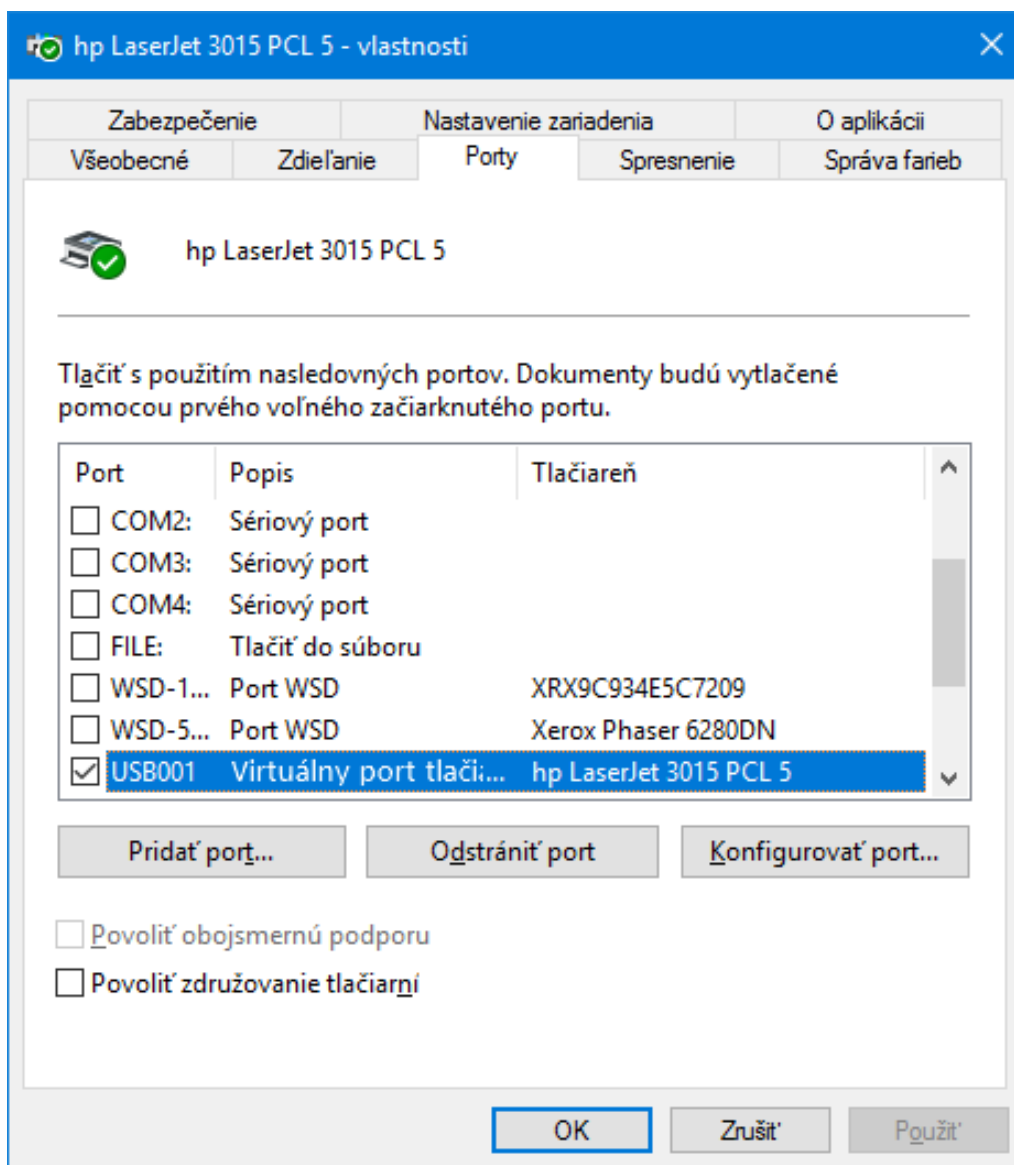 hp LaserJet 3015 PCL 5 - vlastnosti
Zabezpečenie Nastavenie zariadenia O aplikácii
Všeobecné Zdieľanie Porty Spresnenie Správa farieb
hp LaserJet 3015 PCL 5
Tlačiť s použitím nasledovných portov. Dokumenty budú vytlačené
pomocou prvého voľného začiarknutého portu.
Port Popis Tlačiareň
COM2: Sériový port
COM3: Sériový port
COM4: Sériový port
FILE: Tlačiť do súboru
WSD-1... Port WSD XRX9C934E5C7209
WSD-5... Port WSD Xerox Phaser 6280DN
USB001 Virtuálny port tlačia... hp LaserJet 3015 PCL 5
Pridať port... Odstrániť port Konfigurovať port...
Povoliť obojsmernú podporu
Povoliť združovanie tlačiarní
OK Zrušiť Použiť